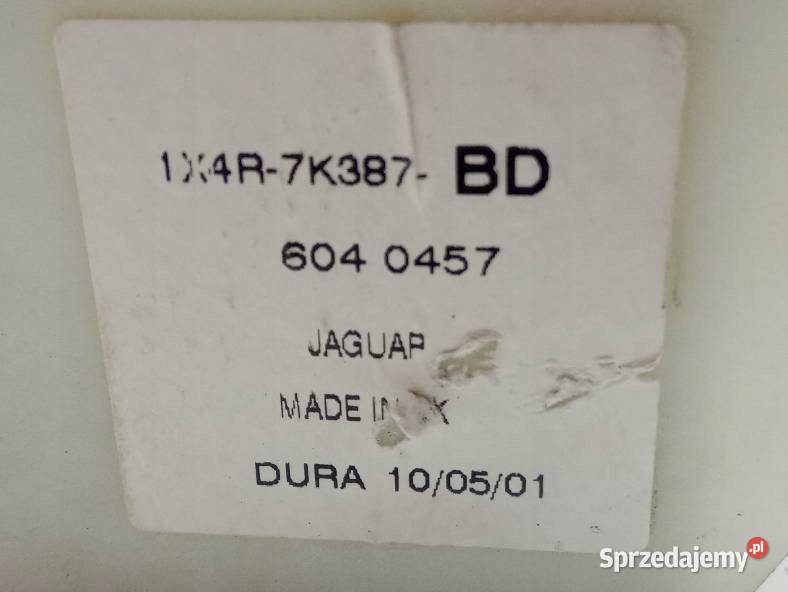 1X4R-7K387- BD
604 0457
JAGUAR
MADE IN UK
DURA 10/05/01
Sprzedajemy.pl